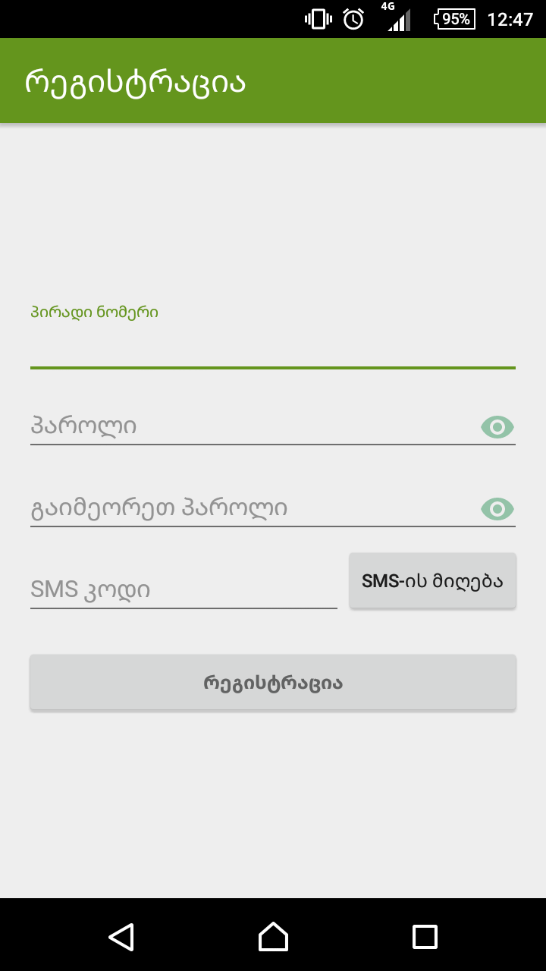 4G 95% 12:47
რეგისტრაცია
პირადი ნომერი
პაროლი
გაიმეორეთ პაროლი
SMS კოდი
SMS-ის მიღება
რეგისტრაცია